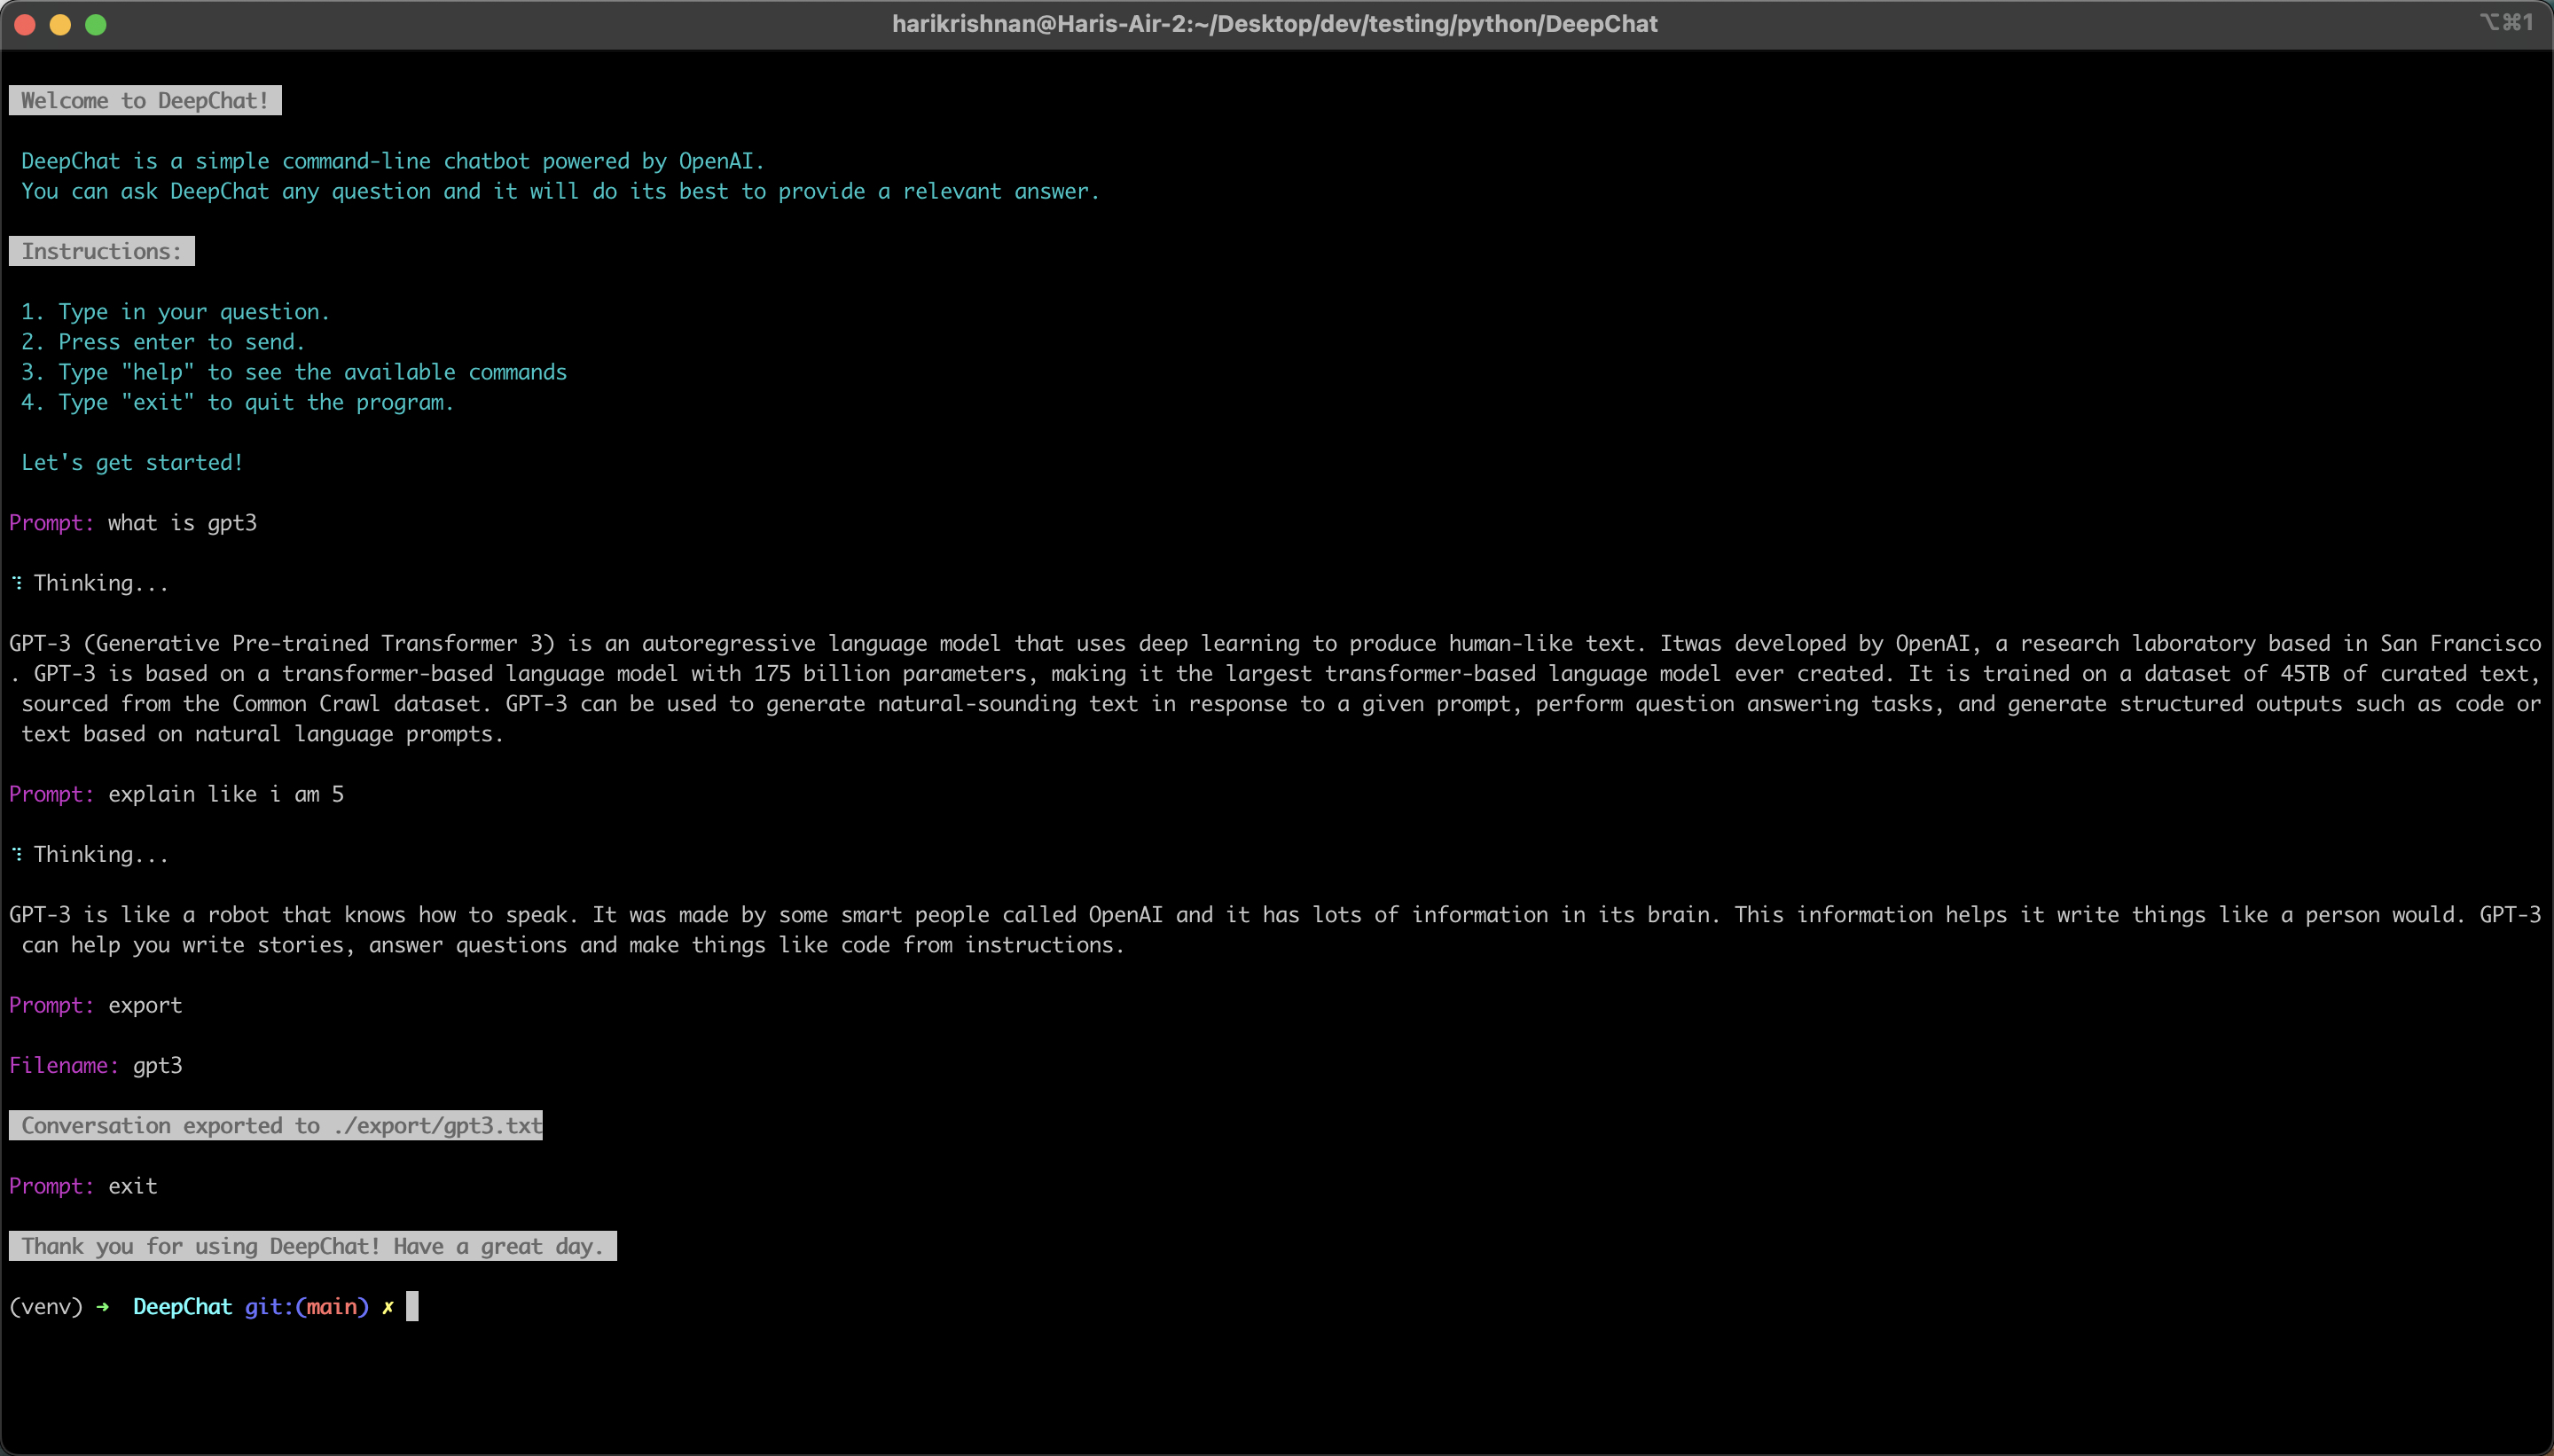 harikrishnan@Haris-Air-2:~/Desktop/dev/testing/python/DeepChat
⌥⌘1
Welcome to DeepChat!
DeepChat is a simple command-line chatbot powered by OpenAI.
You can ask DeepChat any question and it will do its best to provide a relevant answer.
Instructions:
1. Type in your question.
2. Press enter to send.
3. Type "help" to see the available commands
4. Type "exit" to quit the program.
Let's get started!
Prompt: what is gpt3
⠹ Thinking...
GPT-3 (Generative Pre-trained Transformer 3) is an autoregressive language model that uses deep learning to produce human-like text. Itwas developed by OpenAI, a research laboratory based in San Francisco
. GPT-3 is based on a transformer-based language model with 175 billion parameters, making it the largest transformer-based language model ever created. It is trained on a dataset of 45TB of curated text,
sourced from the Common Crawl dataset. GPT-3 can be used to generate natural-sounding text in response to a given prompt, perform question answering tasks, and generate structured outputs such as code or
text based on natural language prompts.
Prompt: explain like i am 5
⠹ Thinking...
GPT-3 is like a robot that knows how to speak. It was made by some smart people called OpenAI and it has lots of information in its brain. This information helps it write things like a person would. GPT-3
can help you write stories, answer questions and make things like code from instructions.
Prompt: export
Filename: gpt3
Conversation exported to ./export/gpt3.txt
Prompt: exit
Thank you for using DeepChat! Have a great day.
(venv) ➜  DeepChat git:(main) ✗